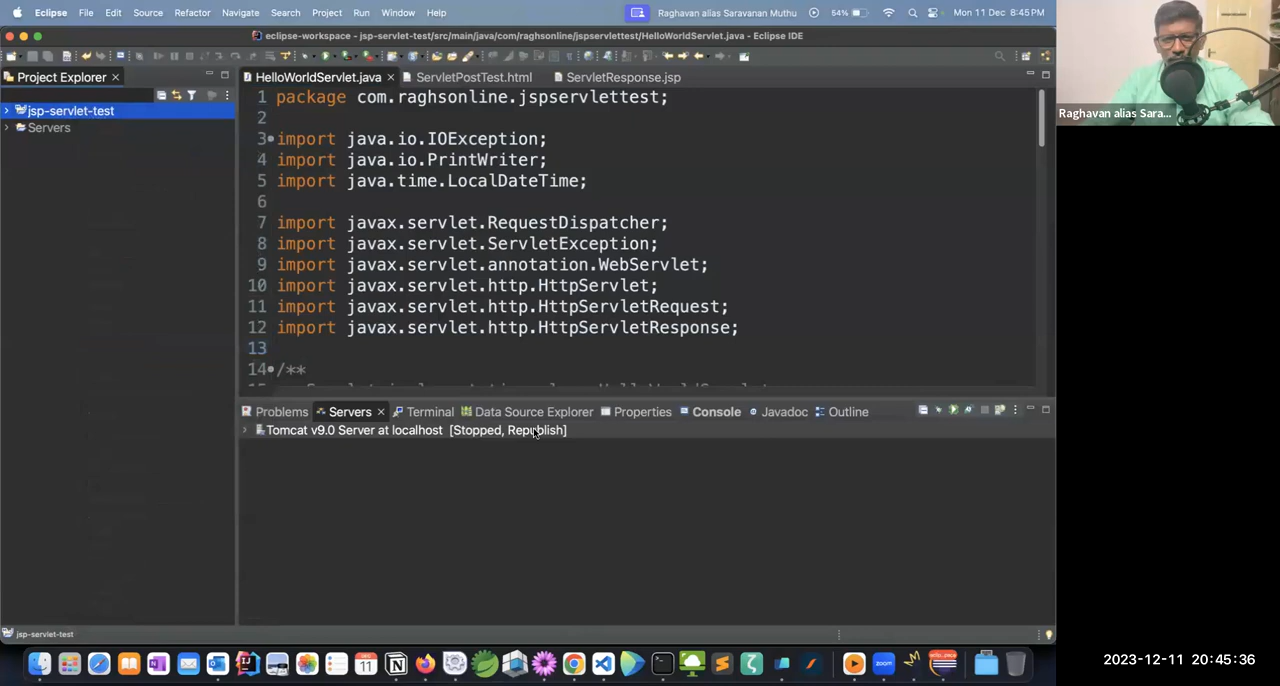 Eclipse File Edit Source Refactor Navigate Search Project Run Window Help Raghavan alias Saravanan Muthu 54% Mon 11 Dec 8:45 PM
eclipse-workspace - jsp-servlet-test/src/main/java/com/raghsonline/jspservlettest/HelloWorldServlet.java - Eclipse IDE
Project Explorer
HelloWorldServlet.java ServletPostTest.html ServletResponse.jsp
jsp-servlet-test
Servers
1 package com.raghsonline.jspservlettest;
2
3 import java.io.IOException;
4 import java.io.PrintWriter;
5 import java.time.LocalDateTime;
6
7 import javax.servlet.RequestDispatcher;
8 import javax.servlet.ServletException;
9 import javax.servlet.annotation.WebServlet;
10 import javax.servlet.http.HttpServlet;
11 import javax.servlet.http.HttpServletRequest;
12 import javax.servlet.http.HttpServletResponse;
13
14 /**
Problems Servers Terminal Data Source Explorer Properties Console Javadoc Outline
Tomcat v9.0 Server at localhost [Stopped, Republish]
jsp-servlet-test
Raghavan alias Sara...
zoom
2023-12-11 20:45:36